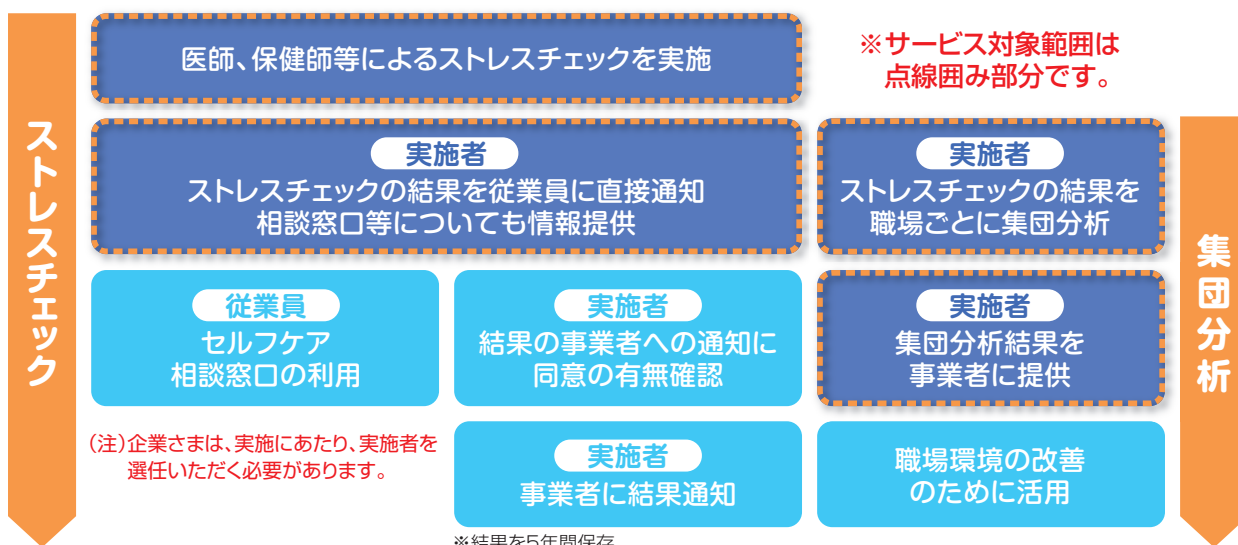 ストレスチェック
医師、保健師等によるストレスチェックを実施
※サービス対象範囲は
点線囲み部分です。
実施者
ストレスチェックの結果を従業員に直接通知
相談窓口等についても情報提供
実施者
ストレスチェックの結果を
職場ごとに集団分析
集団分析
従業員
セルフケア
相談窓口の利用
実施者
結果の事業者への通知に
同意の有無確認
実施者
集団分析結果を
事業者に提供
(注)企業さまは、実施にあたり、実施者を
選任いただく必要があります。
実施者
事業者に結果通知
職場環境の改善
のために活用
※結果を5年間保存